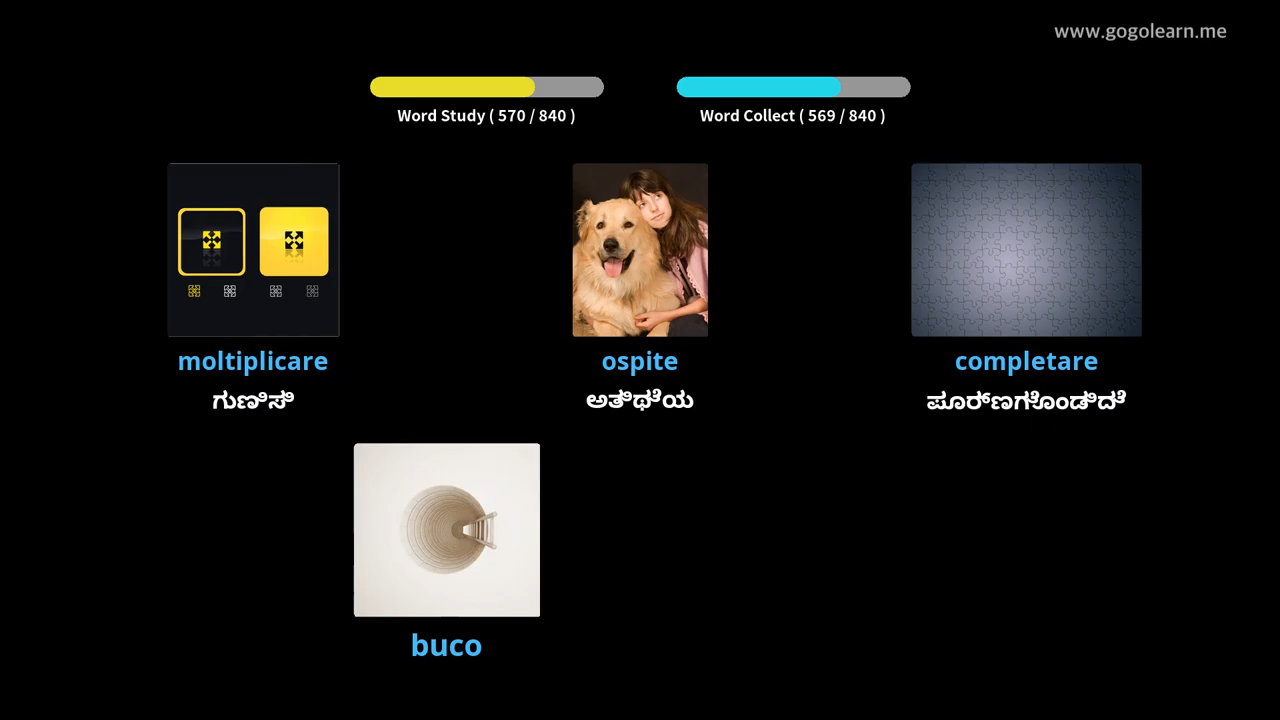 www.gogolearn.me
Word Study ( 570 / 840 )
Word Collect ( 569 / 840 )
moltiplicare
ಗುಣಿಸಿ
ospite
ಅತಿಥೆಯ
completare
ಪೂರ್ಣಗೊಂಡಿದೆ
buco